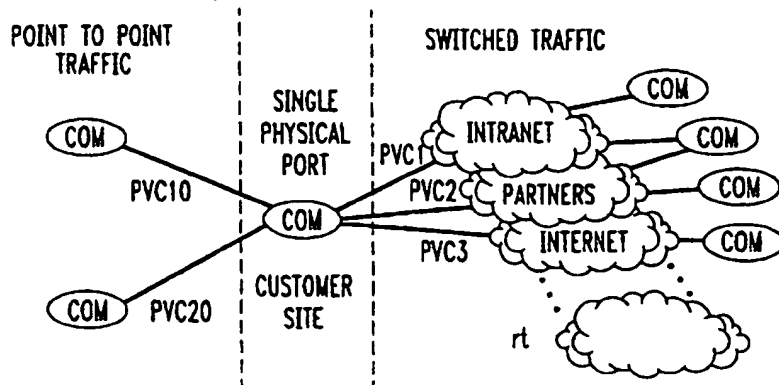 POINT TO POINT
TRAFFIC
SWITCHED TRAFFIC
SINGLE
PHYSICAL
PORT
COM
COM
COM
PVC10
PVC20
COM
CUSTOMER
SITE
PVC1
PVC2
PVC3
INTRANET
PARTNERS
INTERNET
COM
COM
COM
rt